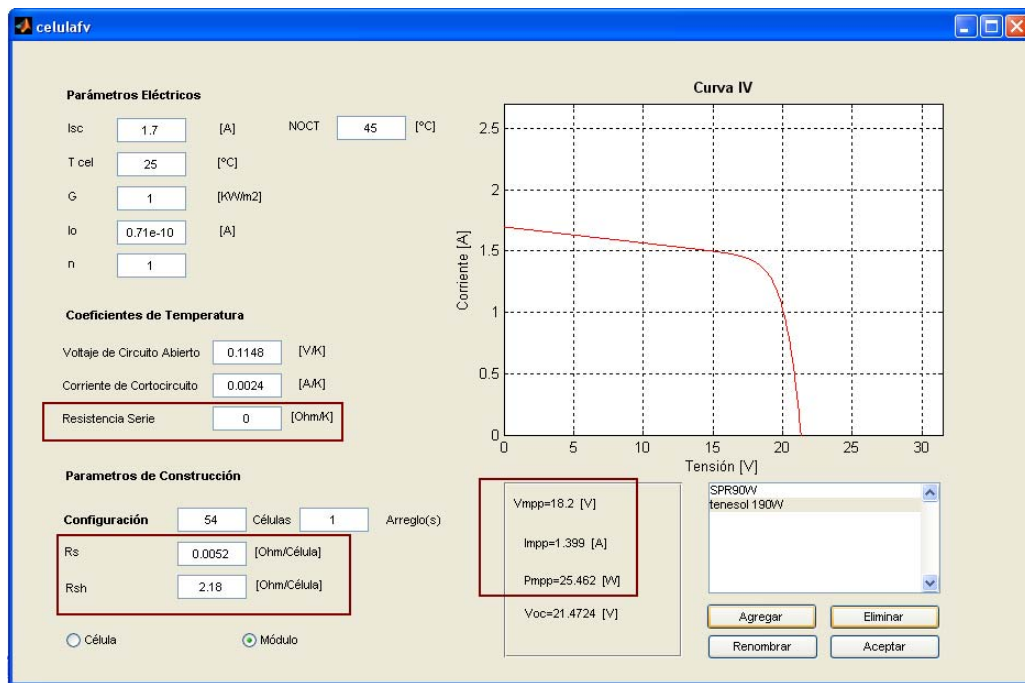 celulafv
Parámetros Eléctricos
Isc 1.7 [A] NOCT 45 [ºC]
T cel 25 [ºC]
G 1 [KW/m2]
Io 0.71e-10 [A]
n 1
Coeficientes de Temperatura
Voltaje de Circuito Abierto 0.1148 [V/K]
Corriente de Cortocircuito 0.0024 [A/K]
Resistencia Serie 0 [Ohm/K]
Parametros de Construcción
Configuración 54 Células 1 Arreglo(s)
Rs 0.0052 [Ohm/Célula]
Rsh 2.18 [Ohm/Célula]
Célula Módulo
Curva IV
Corriente [A]
2.5
2
1.5
1
0.5
0
0 5 10 15 20 25 30
Tensión [V]
Vmpp=18.2 [V]
Impp=1.399 [A]
Pmpp=25.462 [W]
Voc=21.4724 [V]
SPR90W
tenesol 190W
Agregar Eliminar
Renombrar Aceptar